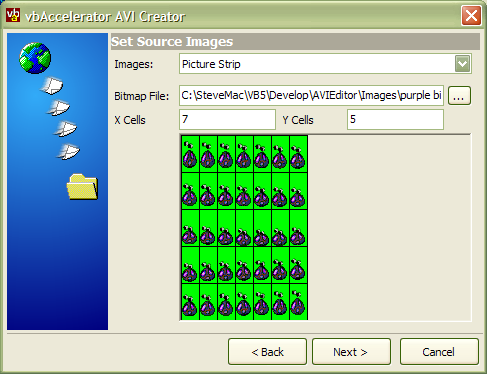 vbAccelerator AVI Creator
Set Source Images
Images: Picture Strip
Bitmap File: C:\SteveMac\VB5\Develop\AVIEditor\Images\purple bi ...
X Cells 7 Y Cells 5
< Back Next > Cancel